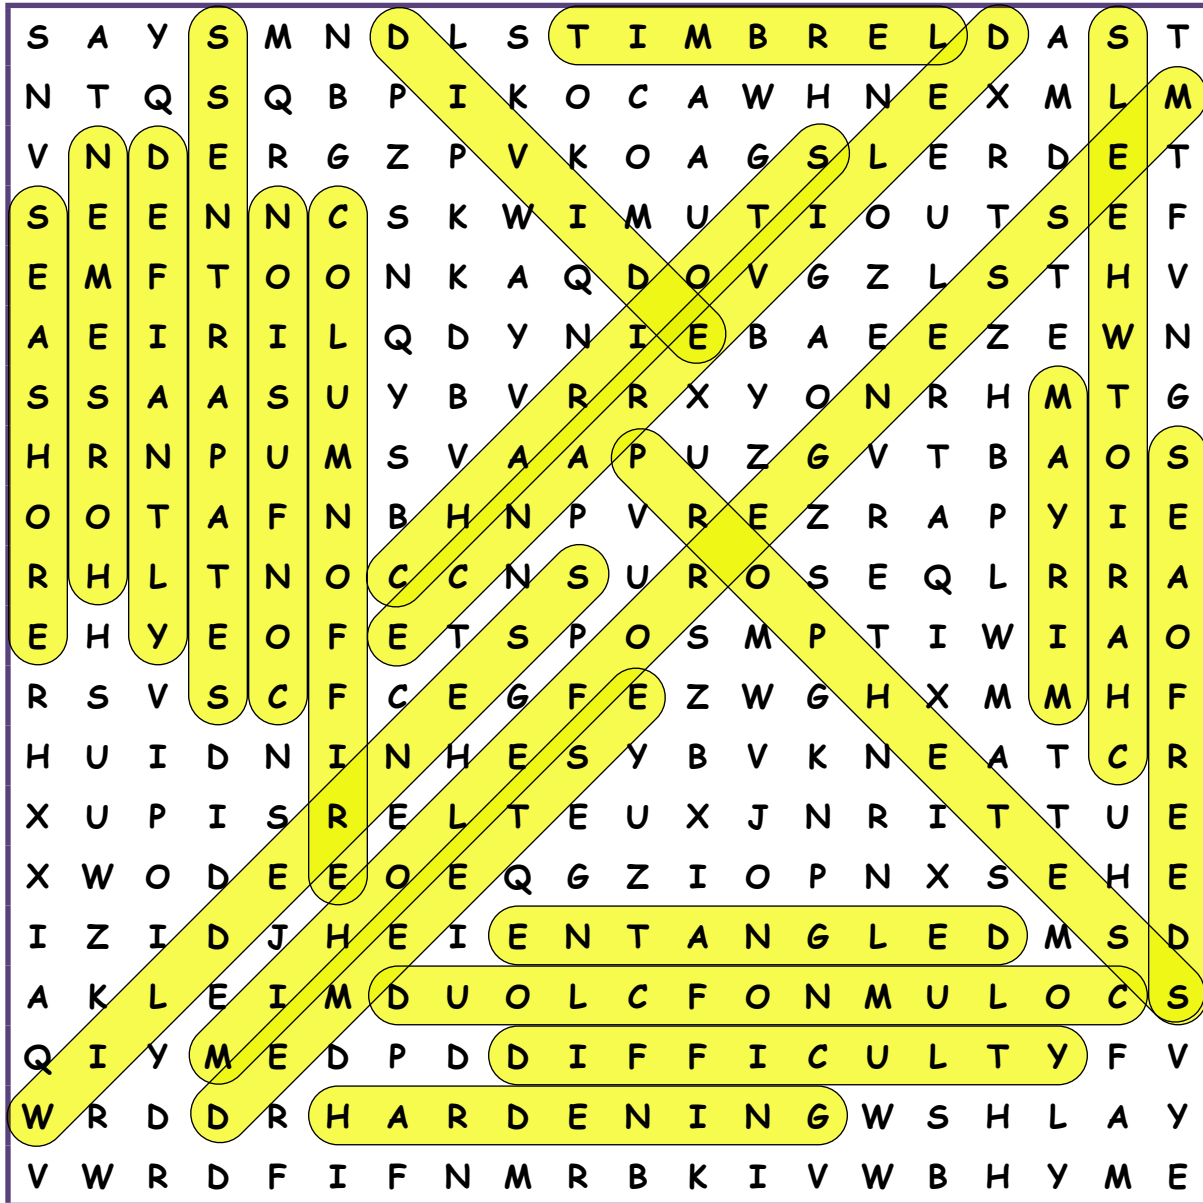 S A Y S M N D L S T I M B R E L D A S T
N T Q S Q B P I K O C A W H N E X M L M
V N D E R G Z P V K O A G S L E R D E T
S E E N N C S K W I M U T I O U T S E F
E M F T O O N K A Q D O V G Z L S T H V
A E I R I L Q D Y N I E B A E E Z E W N
S S A A S U Y B V R R X Y O N R H M T G
H R N P U M S V A A P U Z G V T B A O S
O O T A F N B H N P V R E Z R A P Y I E
R H L T N O C C N S U R O S E Q L R R A
E H Y E O F E T S P O S M P T I W I A O
R S V S C F C E G F E Z W G H X M M H F
H U I D N I N H E S Y B V K N E A T C R
X U P I S R E L T E U X J N R I T T U E
X W O D E E O E Q G Z I O P N X S E H E
I Z I D J H E I E N T A N G L E D M S D
A K L E I M D U O L C F O N M U L O C S
Q I Y M E D P D D I F F I C U L T Y F V
W R D D R H A R D E N I N G W S H L A Y
V W R D F I F N M R B K I V W B H Y M E